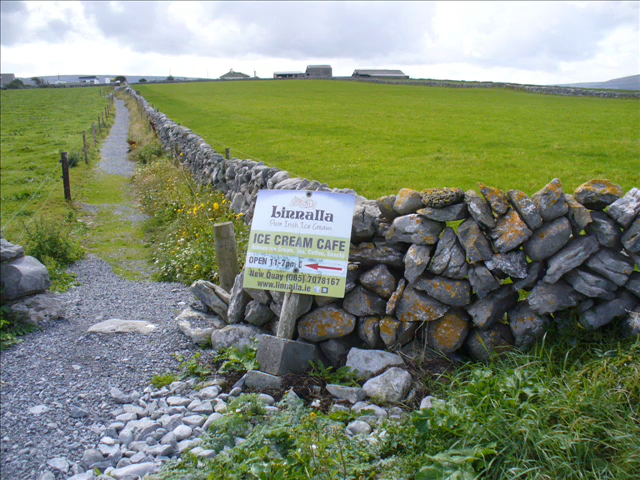 Linnalla
Pure Irish Ice Cream
ICE CREAM CAFE
OPEN 11-7pm
New Quay (065) 7078167
www.linnalla.ie